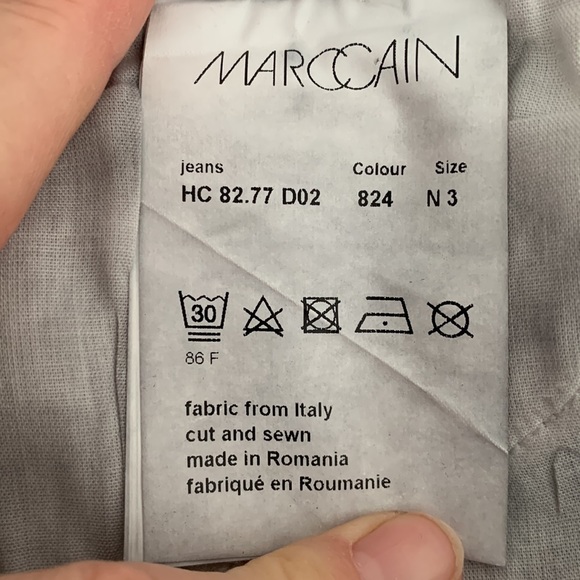 MARCCAIN
jeans Colour Size
HC 82.77 D02 824 N 3
30
86 F
fabric from Italy
cut and sewn
made in Romania
fabriqué en Roumanie